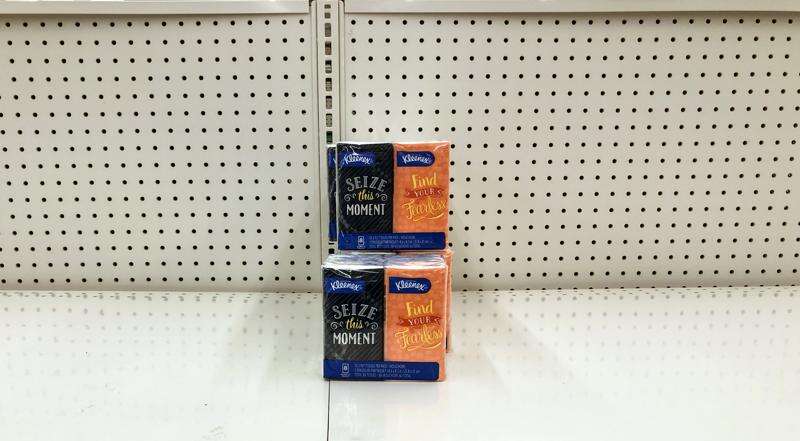 Kleenex
SEIZE
this
MOMENT
Kleenex
Find
YOUR
Fearless
Kleenex
SEIZE
this
MOMENT
Kleenex
Find
YOUR
Fearless